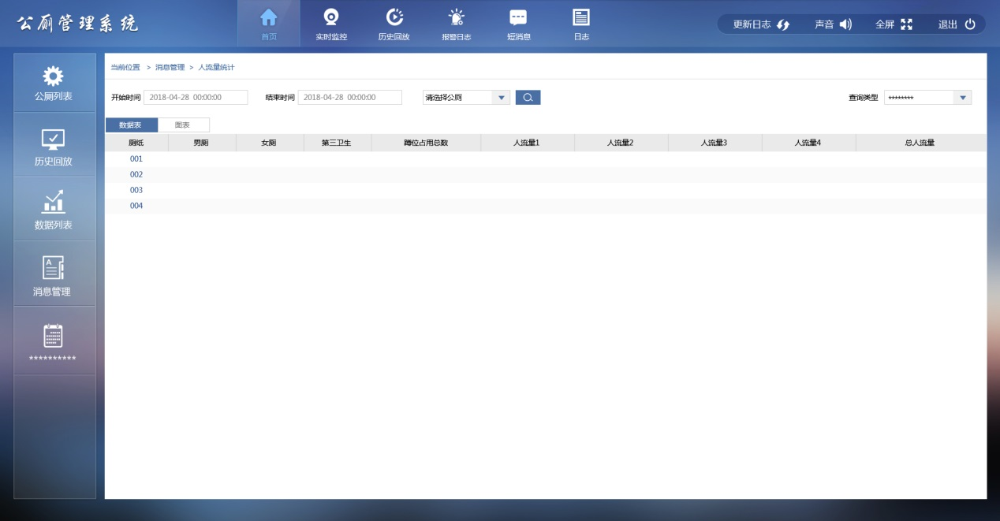 公厕管理系统
首页 实时监控 历史回放 报警日志 短消息 日志
更新日志 声音 全屏 退出
公厕列表
历史回放
数据列表
A
消息管理
**********
当前位置 > 消息管理 > 人流量统计
开始时间 2018-04-28 00:00:00 结束时间 2018-04-28 00:00:00 请选择公厕 查询类型 ********
数据表 图表
厕纸 男厕 女厕 第三卫生 蹲位占用总数 人流量1 人流量2 人流量3 人流量4 总人流量
001
002
003
004